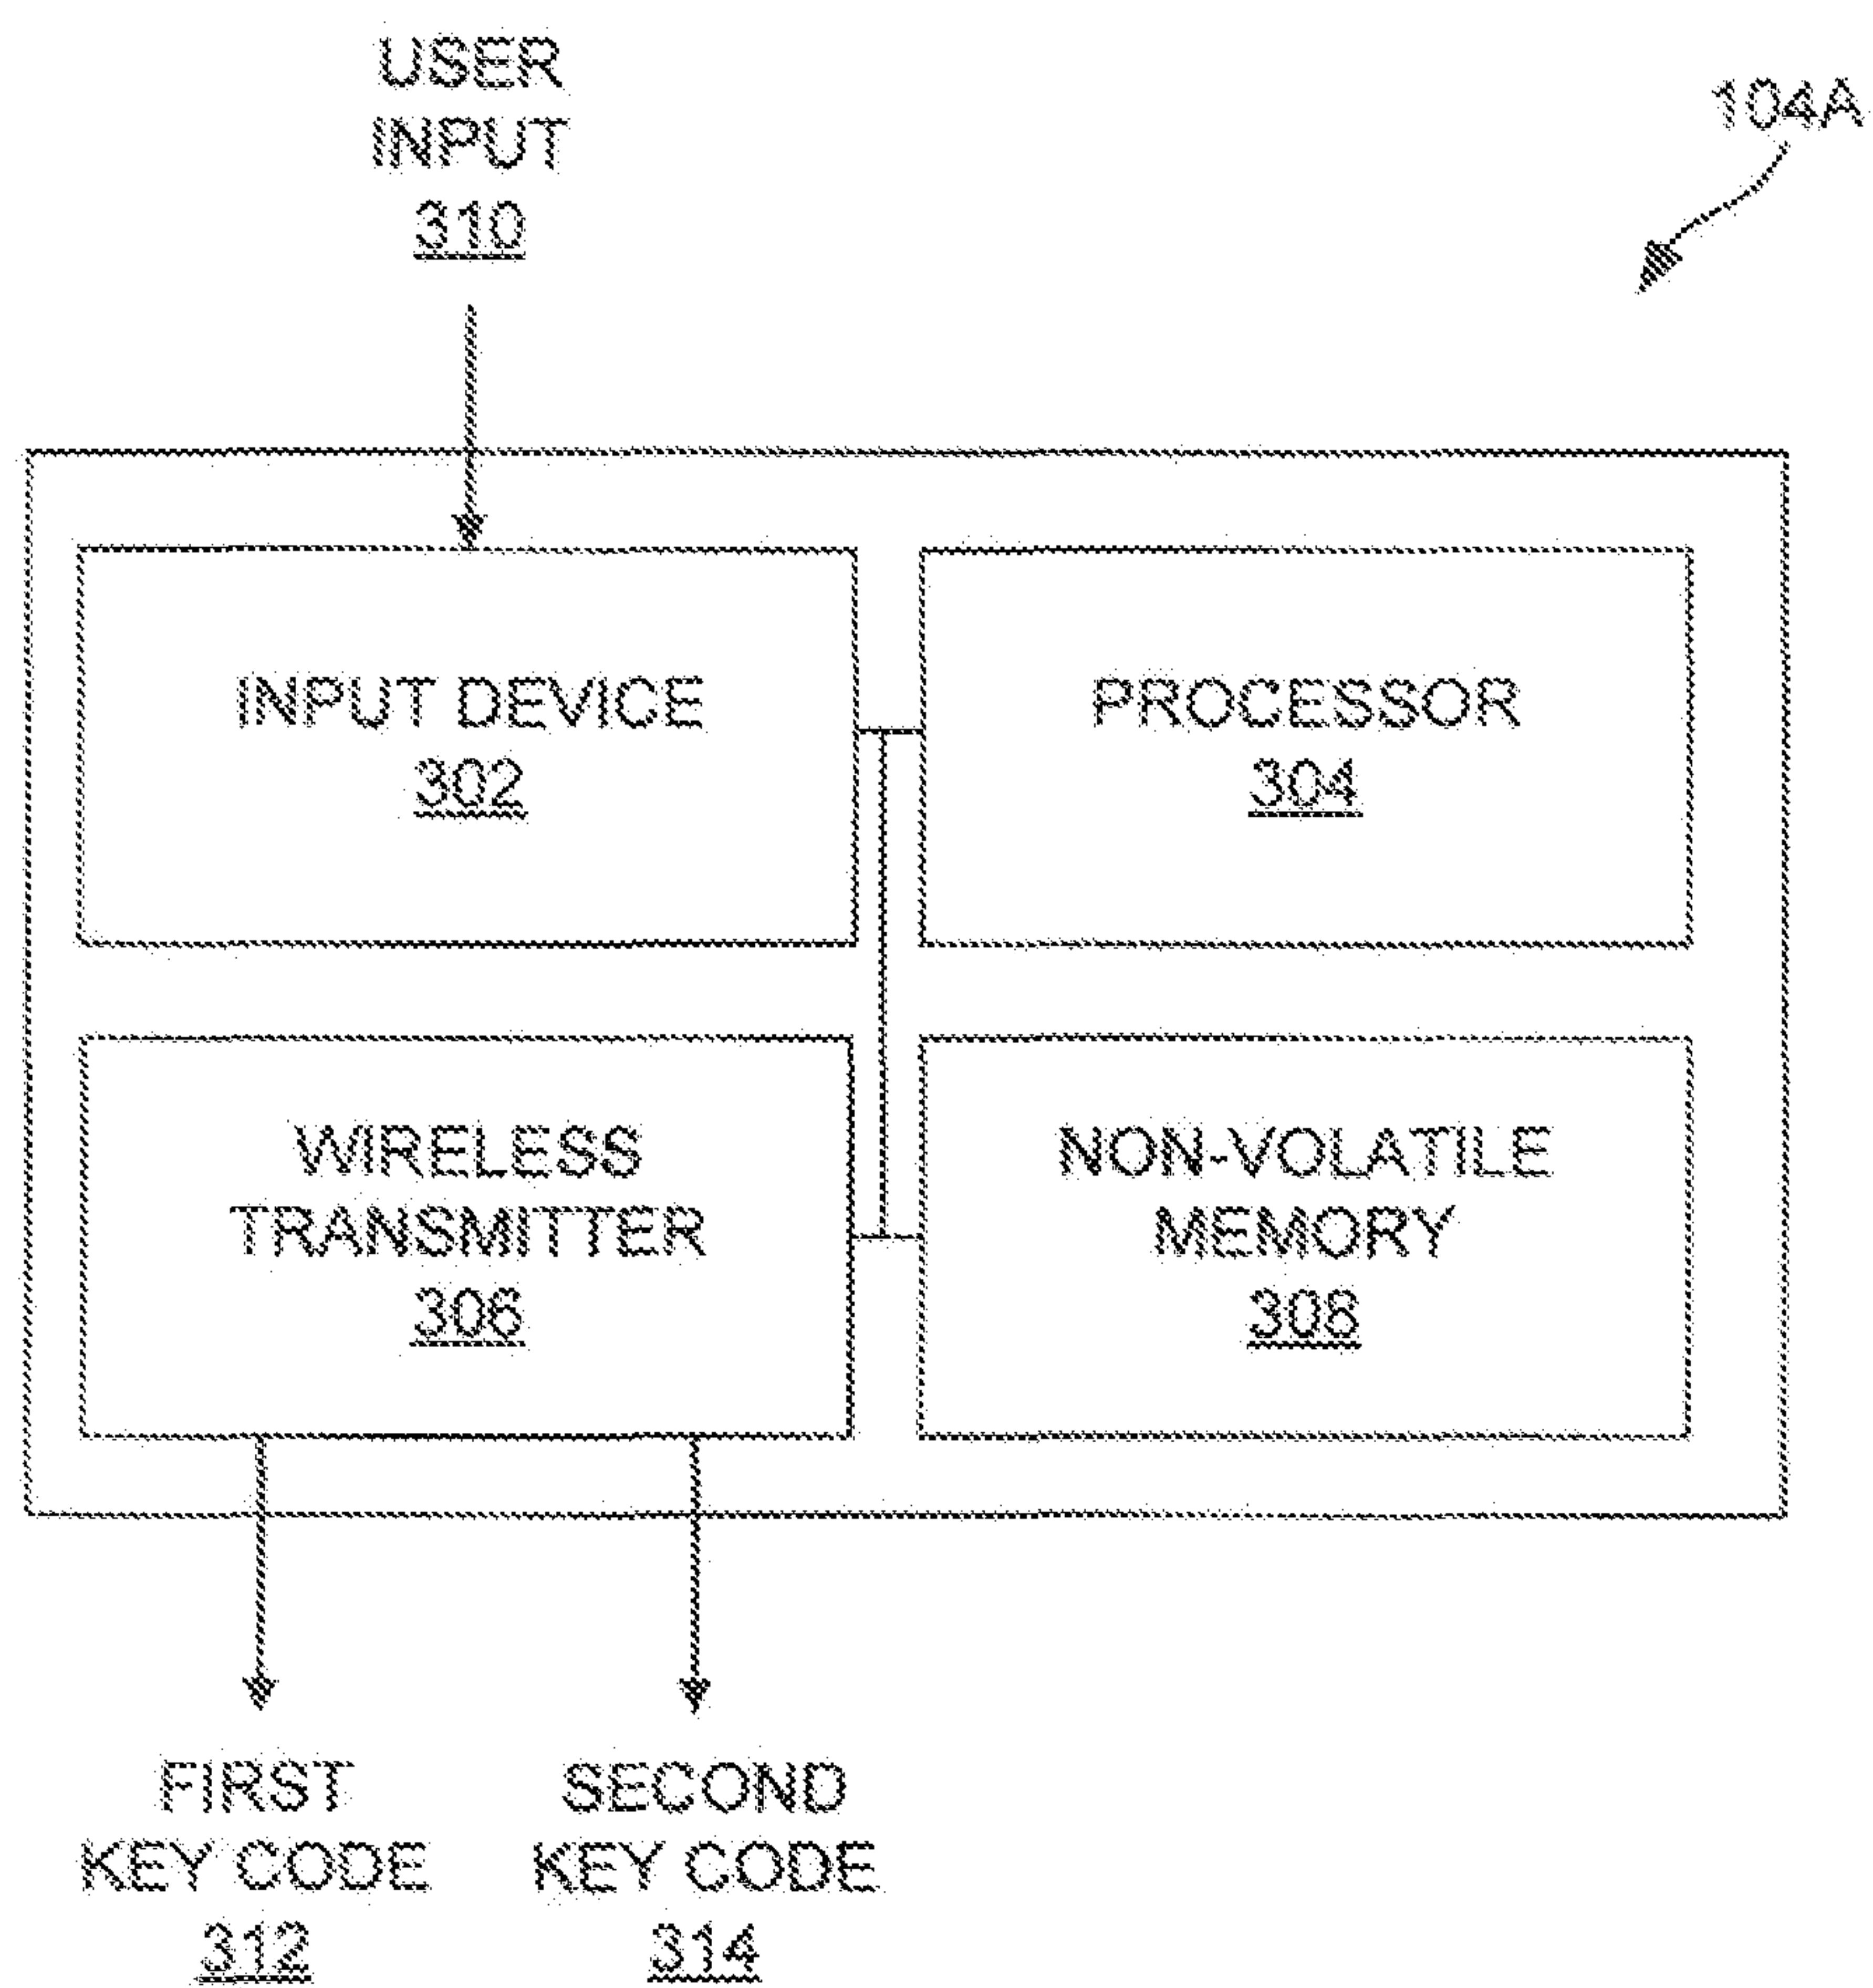 USER
INPUT
310
104A
INPUT DEVICE
302
PROCESSOR
304
WIRELESS
TRANSMITTER
306
NON-VOLATILE
MEMORY
308
FIRST
KEY CODE
312
SECOND
KEY CODE
314